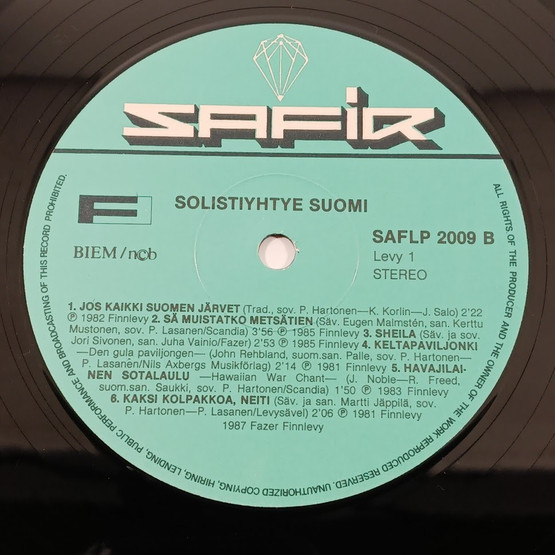 SAFIR
F
SOLISTIYHTYE SUOMI
BIEM/ncb
SAFLP 2009 B
Levy 1
STEREO
1. JOS KAIKKI SUOMEN JÄRVET (Trad., sov. P. Hartonen—K. Korlin—J. Salo) 2'22
℗ 1982 Finnlevy 2. SÄ MUISTATKO METSÄTIEN (Säv. Eugen Malmstén, san. Kerttu
Mustonen, sov. P. Lasanen/Scandia) 3'56 ℗ 1985 Finnlevy 3. SHEILA (Säv. ja sov.
Jori Sivonen, san. Juha Vainio/Fazer) 2'53 ℗ 1985 Finnlevy 4. KELTAPAVILJONKI
—Den gula paviljongen— (John Rehbland, suom.san. Palle, sov. P. Hartonen—
P. Lasanen/Nils Axbergs Musikföriag) 2'14 ℗ 1981 Finnlevy 5. HAVAJILAI-
NEN SOTALAULU —Hawaiian War Chant— (J. Noble—R. Freed,
suom.san. Saukki, sov. P. Hartonen/Scandia) 1'50 ℗ 1983 Finnlevy
6. KAKSI KOLPAKKOA, NEITI (Säv. ja san. Martti Jäppilä, sov.
P. Hartonen—P. Lasanen/Levysävel) 2'06 ℗ 1981 Finnlevy
1987 Fazer Finnlevy
ALL RIGHTS OF THE PRODUCER AND THE OWNER OF THE WORK REPRODUCED RESERVED. UNAUTHORIZED COPYING, HIRING, LENDING, PUBLIC PERFORMANCE AND BROADCASTING OF THIS RECORD PROHIBITED.